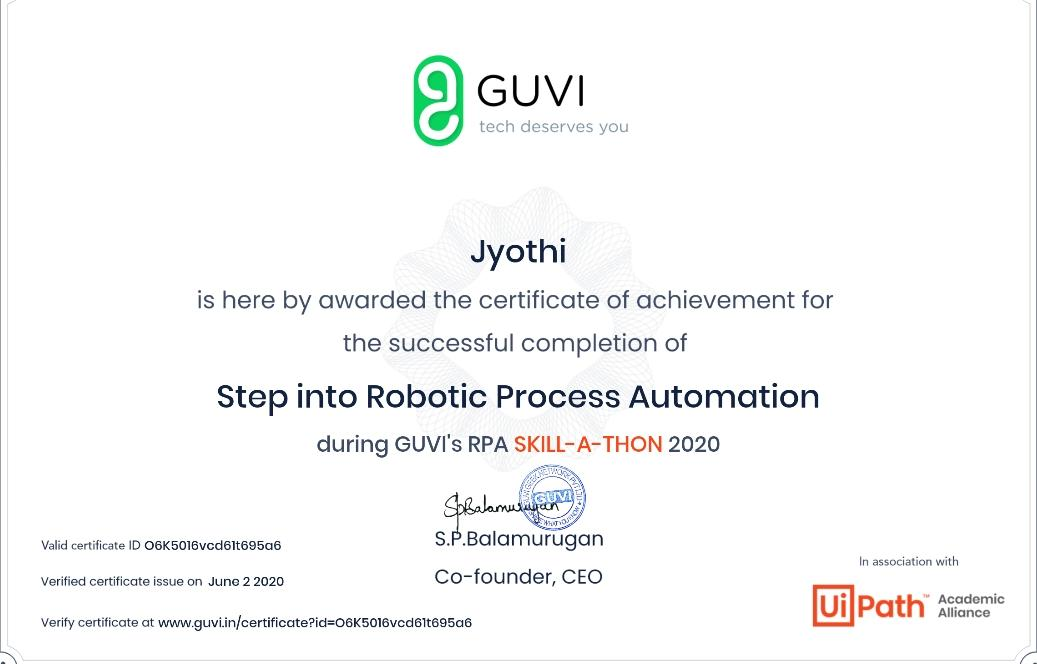 GUVI
tech deserves you
Jyothi
is here by awarded the certificate of achievement for
the successful completion of
Step into Robotic Process Automation
during GUVI's RPA SKILL-A-THON 2020
S.P.Balamurugan
GUVI
S.P.Balamurugan
Co-founder, CEO
Valid certificate ID O6K5016vcd61t695a6
Verified certificate issue on June 2 2020
Verify certificate at www.guvi.in/certificate?id=O6K5016vcd61t695a6
In association with
UiPath™ Academic
Alliance